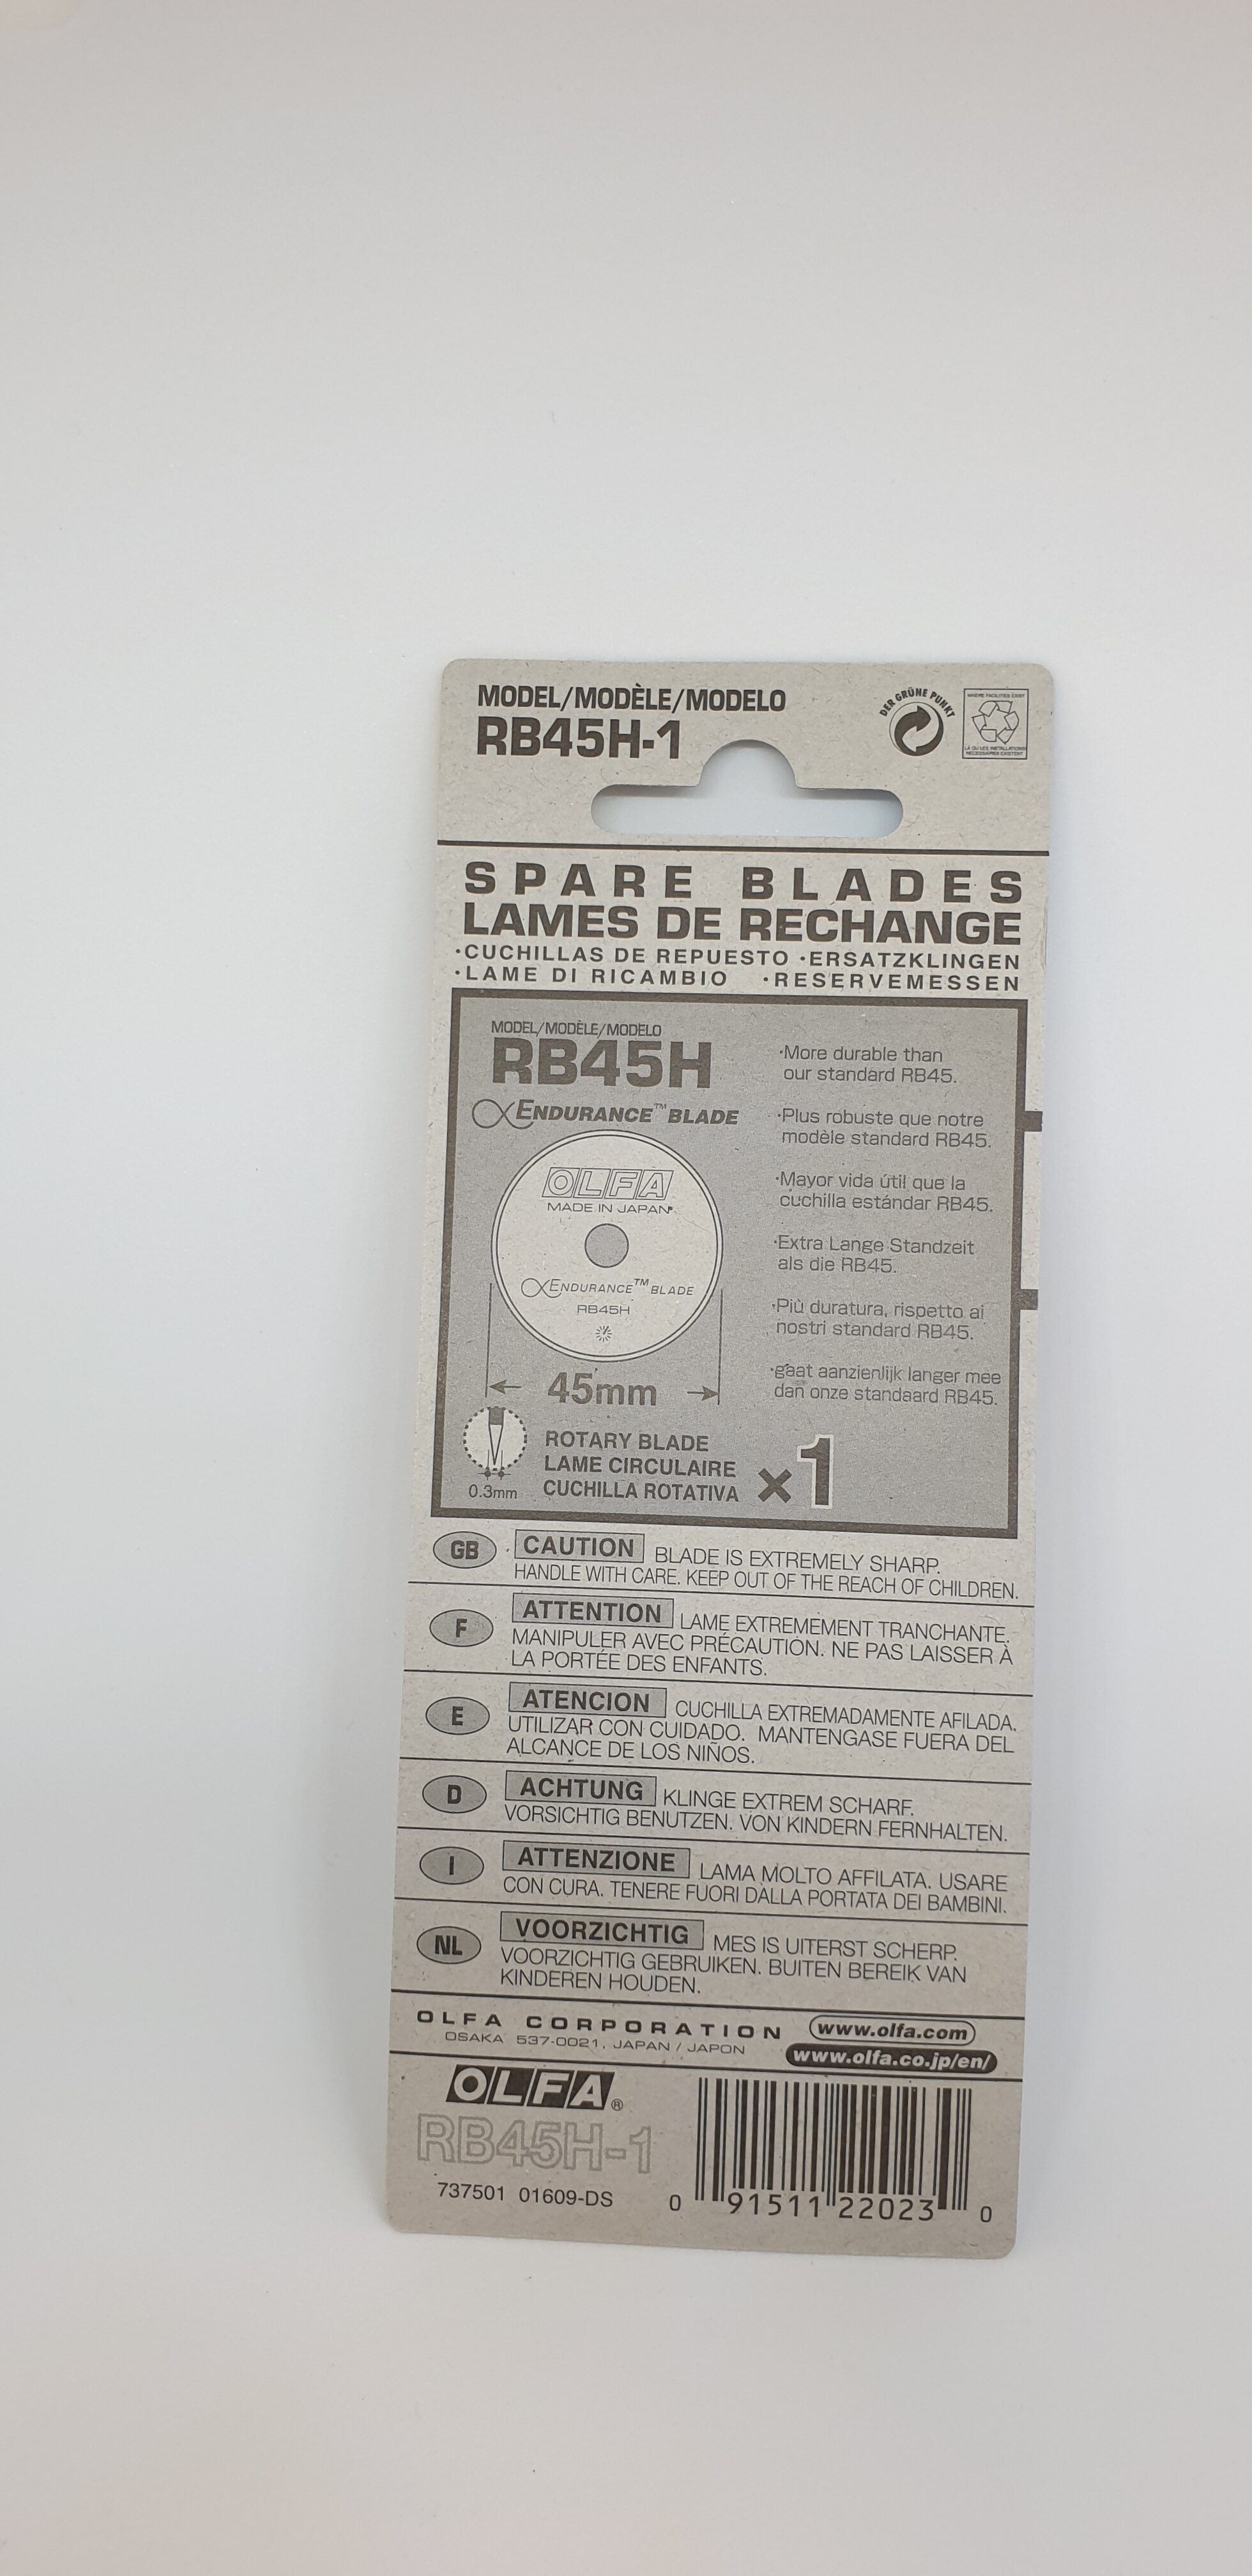 MODEL/MODÈLE/MODELO
RB45H-1
DER GRÜNE PUNKT
WHERE FACILITIES EXIST
LÀ OÙ LES INSTALLATIONS
NÉCESSAIRES EXISTENT
SPARE BLADES
LAMES DE RECHANGE
·CUCHILLAS DE REPUESTO ·ERSATZKLINGEN
·LAME DI RICAMBIO ·RESERVEMESSEN
MODEL/MODÈLE/MODELO
RB45H
ENDURANCE™ BLADE
OLFA
MADE IN JAPAN
ENDURANCE™ BLADE
RB45H
45mm
0.3mm
ROTARY BLADE
LAME CIRCULAIRE
CUCHILLA ROTATIVA
×1
·More durable than
our standard RB45.
·Plus robuste que notre
modèle standard RB45.
·Mayor vida útil que la
cuchilla estándar RB45.
·Extra Lange Standzeit
als die RB45.
·Più duratura, rispetto ai
nostri standard RB45.
·gaat aanzienlijk langer mee
dan onze standaard RB45.
GB CAUTION BLADE IS EXTREMELY SHARP.
HANDLE WITH CARE. KEEP OUT OF THE REACH OF CHILDREN.
F ATTENTION LAME EXTREMEMENT TRANCHANTE.
MANIPULER AVEC PRÉCAUTION. NE PAS LAISSER À
LA PORTÉE DES ENFANTS.
E ATENCION CUCHILLA EXTREMADAMENTE AFILADA.
UTILIZAR CON CUIDADO. MANTENGASE FUERA DEL
ALCANCE DE LOS NIÑOS.
D ACHTUNG KLINGE EXTREM SCHARF.
VORSICHTIG BENUTZEN. VON KINDERN FERNHALTEN.
I ATTENZIONE LAMA MOLTO AFFILATA. USARE
CON CURA. TENERE FUORI DALLA PORTATA DEI BAMBINI.
NL VOORZICHTIG MES IS UITERST SCHERP.
VOORZICHTIG GEBRUIKEN. BUITEN BEREIK VAN
KINDEREN HOUDEN.
OLFA CORPORATION
OSAKA 537-0021, JAPAN / JAPON
www.olfa.com
www.olfa.co.jp/en/
OLFA®
RB45H-1
737501 01609-DS
0 91511 22023 0